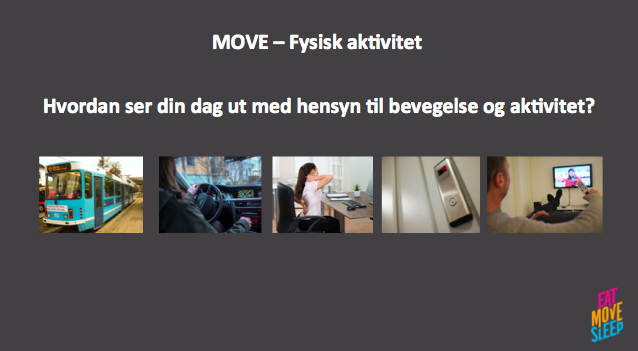 MOVE – Fysisk aktivitet
Hvordan ser din dag ut med hensyn til bevegelse og aktivitet?
EAT
MOVE
SLEEP